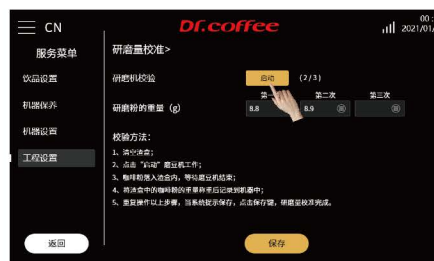 CN
Dr.coffee
00:
2021/01/
服务菜单
研磨量校准>
饮品设置
研磨机校验
启动
(2/3)
第一
第二次
第三次
机器保养
研磨粉的重量(g)
8.8
8.9
机器设置
校验方法:
1、清空渣盒;
工程设置
2、点击“启动”磨豆机工作;
3、咖啡粉落入渣盒内,等待磨豆机结束;
4、将渣盒中的咖啡粉的重量称重后记录到机器中;
5、重复操作以上步骤,当系统提示保存,点击保存键,研磨量校准完成。
返回
保存